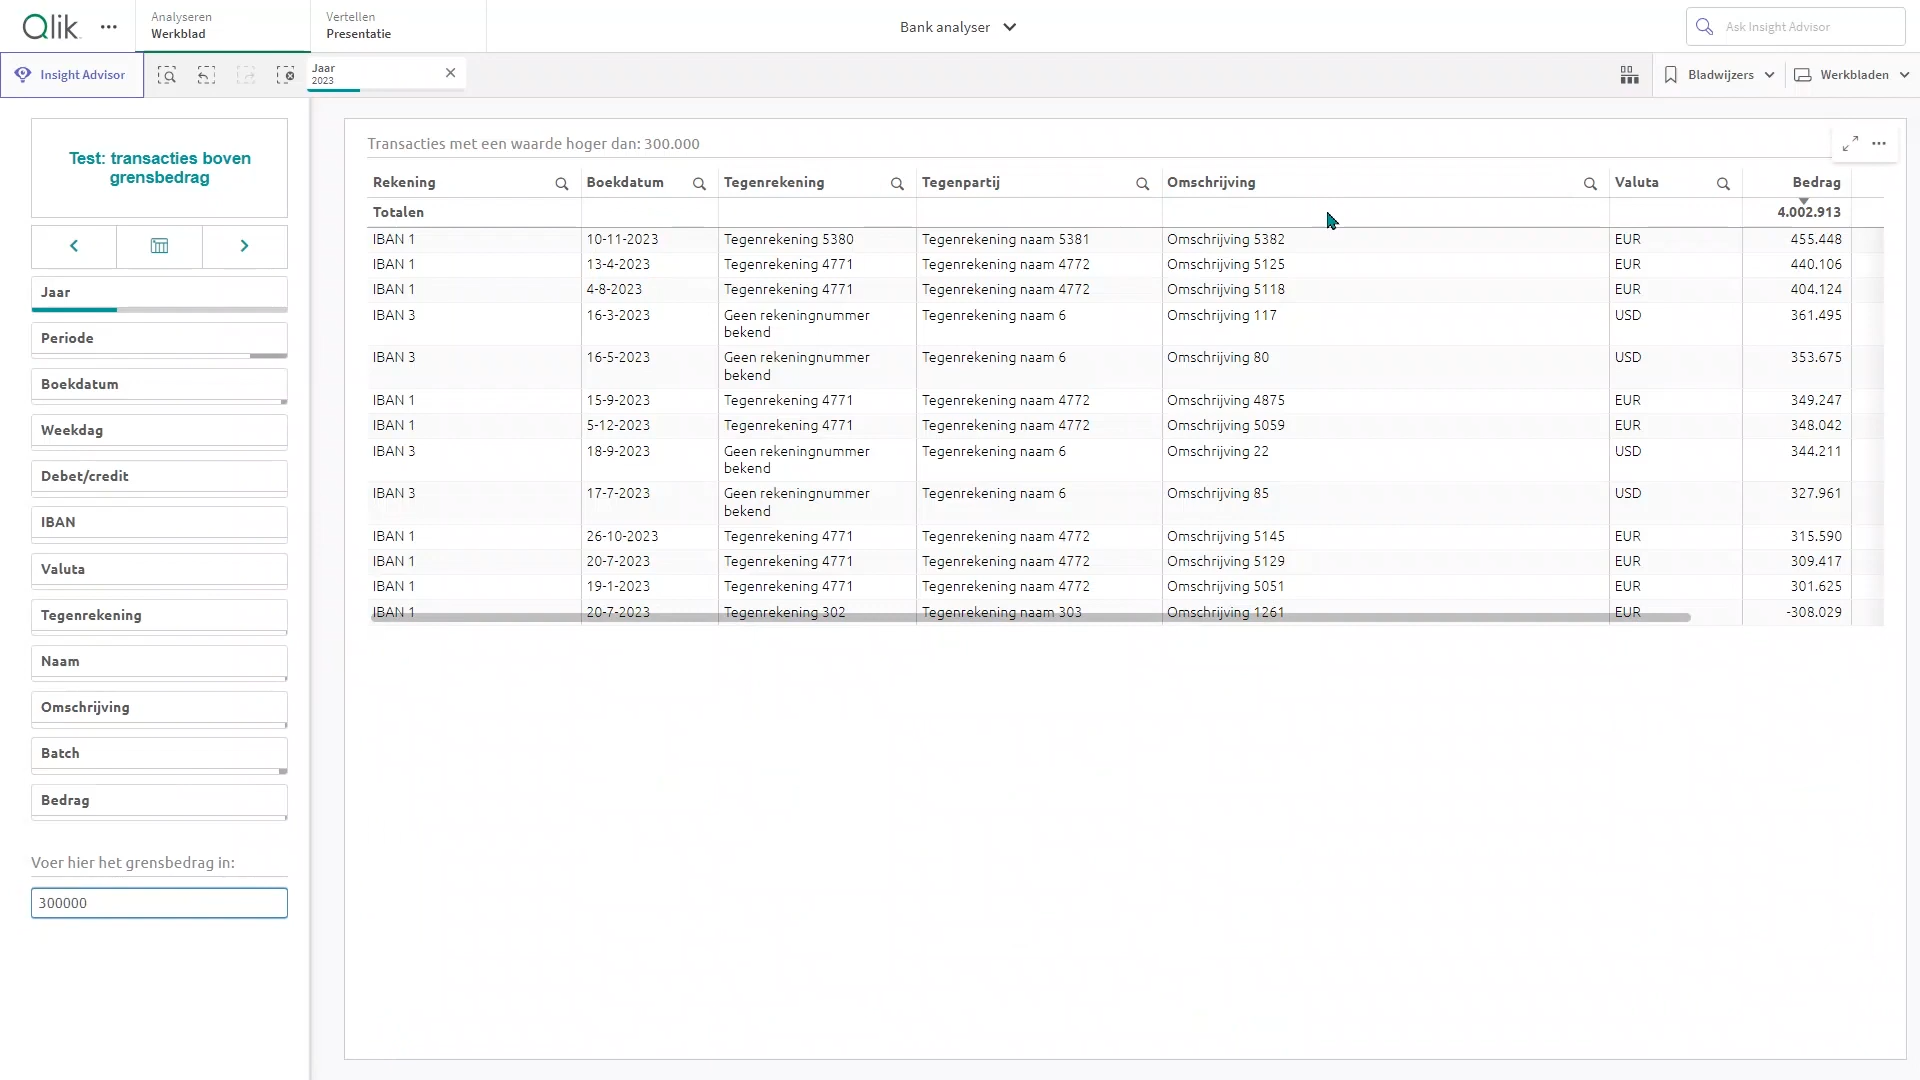 Qlik
Analyseren
Werkblad
Vertellen
Presentatie
Bank analyser
Ask Insight Advisor
Insight Advisor
Jaar
2023
Bladwijzers
Werkbladen
Test: transacties boven
grensbedrag
Jaar
Periode
Boekdatum
Weekdag
Debet/credit
IBAN
Valuta
Tegenrekening
Naam
Omschrijving
Batch
Bedrag
Voer hier het grensbedrag in:
300000
Transacties met een waarde hoger dan: 300.000
Rekening Boekdatum Tegenrekening Tegenpartij Omschrijving Valuta Bedrag
Totalen 4.002.913
IBAN 1 10-11-2023 Tegenrekening 5380 Tegenrekening naam 5381 Omschrijving 5382 EUR 455.448
IBAN 1 13-4-2023 Tegenrekening 4771 Tegenrekening naam 4772 Omschrijving 5125 EUR 440.106
IBAN 1 4-8-2023 Tegenrekening 4771 Tegenrekening naam 4772 Omschrijving 5118 EUR 404.124
IBAN 3 16-3-2023 Geen rekeningnummer Tegenrekening naam 6 Omschrijving 117 USD 361.495
bekend
IBAN 3 16-5-2023 Geen rekeningnummer Tegenrekening naam 6 Omschrijving 80 USD 353.675
bekend
IBAN 1 15-9-2023 Tegenrekening 4771 Tegenrekening naam 4772 Omschrijving 4875 EUR 349.247
IBAN 1 5-12-2023 Tegenrekening 4771 Tegenrekening naam 4772 Omschrijving 5059 EUR 348.042
IBAN 3 18-9-2023 Geen rekeningnummer Tegenrekening naam 6 Omschrijving 22 USD 344.211
bekend
IBAN 3 17-7-2023 Geen rekeningnummer Tegenrekening naam 6 Omschrijving 85 USD 327.961
bekend
IBAN 1 26-10-2023 Tegenrekening 4771 Tegenrekening naam 4772 Omschrijving 5145 EUR 315.590
IBAN 1 20-7-2023 Tegenrekening 4771 Tegenrekening naam 4772 Omschrijving 5129 EUR 309.417
IBAN 1 19-1-2023 Tegenrekening 4771 Tegenrekening naam 4772 Omschrijving 5051 EUR 301.625
IBAN 1 20-7-2023 Tegenrekening 302 Tegenrekening naam 303 Omschrijving 1261 EUR -308.029